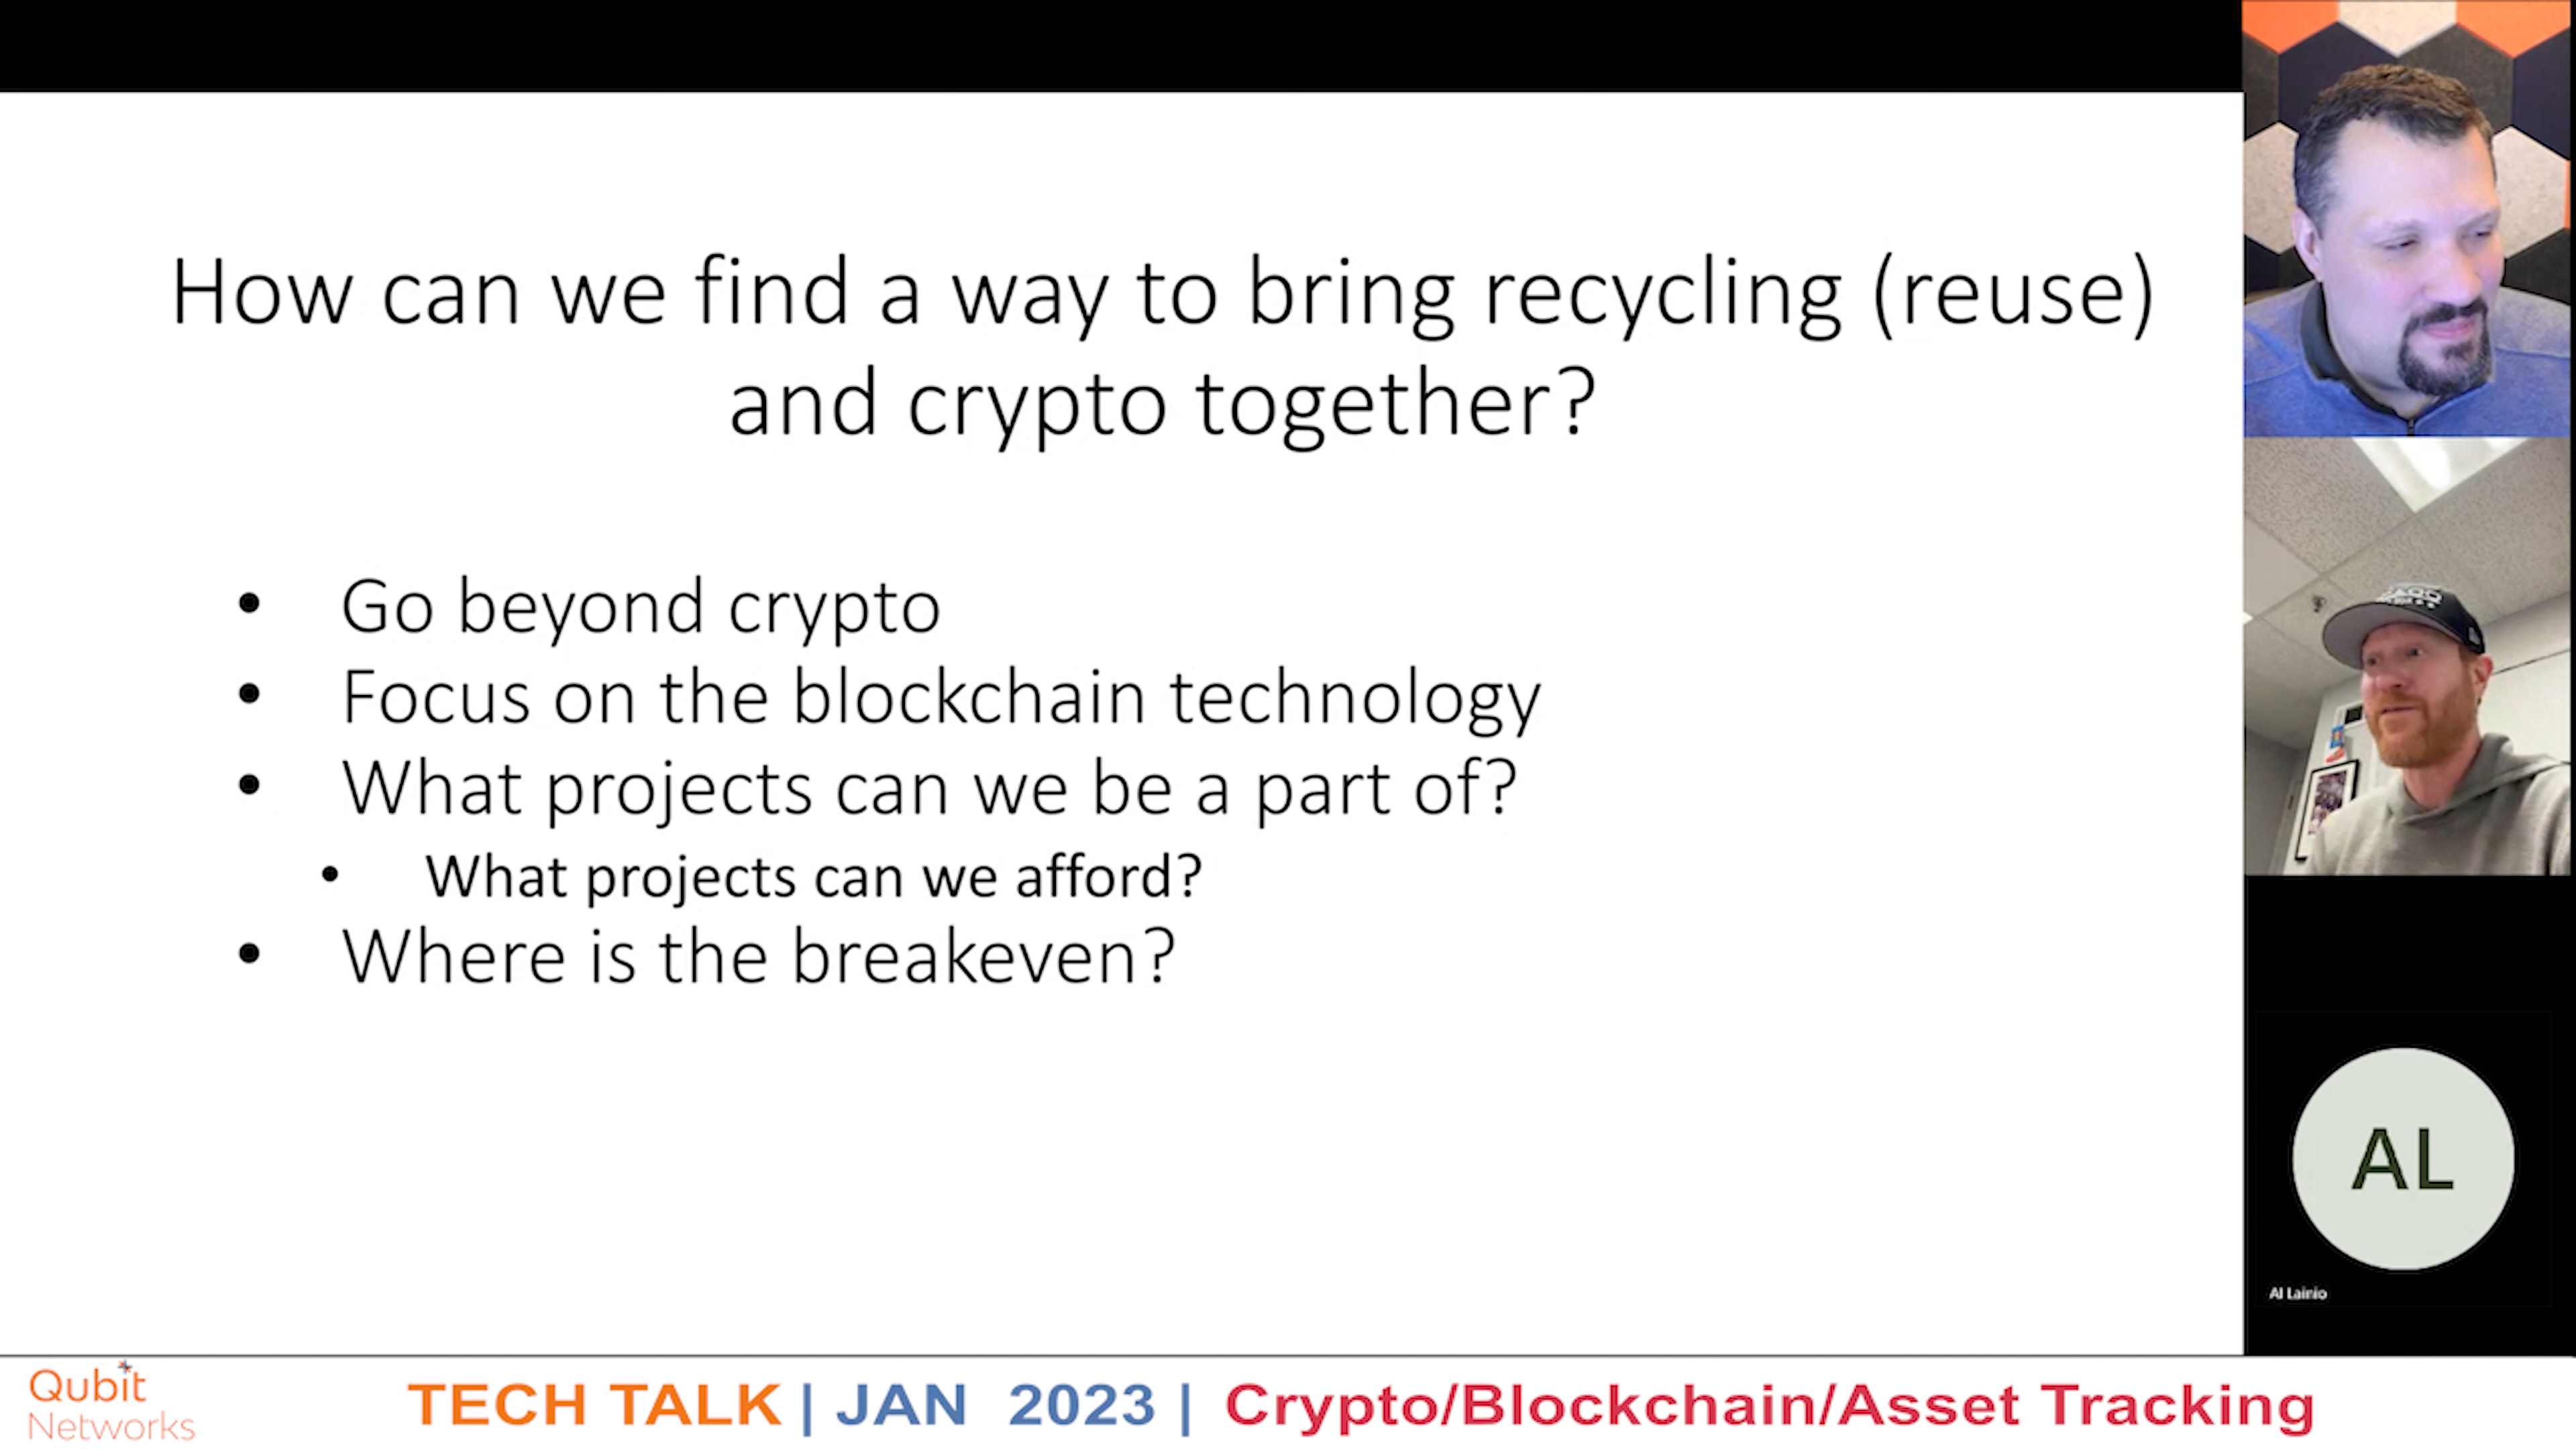 How can we find a way to bring recycling (reuse)
and crypto together?
• Go beyond crypto
• Focus on the blockchain technology
• What projects can we be a part of?
• What projects can we afford?
• Where is the breakeven?
AL
Al Lainio
Qubit
Networks
TECH TALK | JAN 2023 | Crypto/Blockchain/Asset Tracking